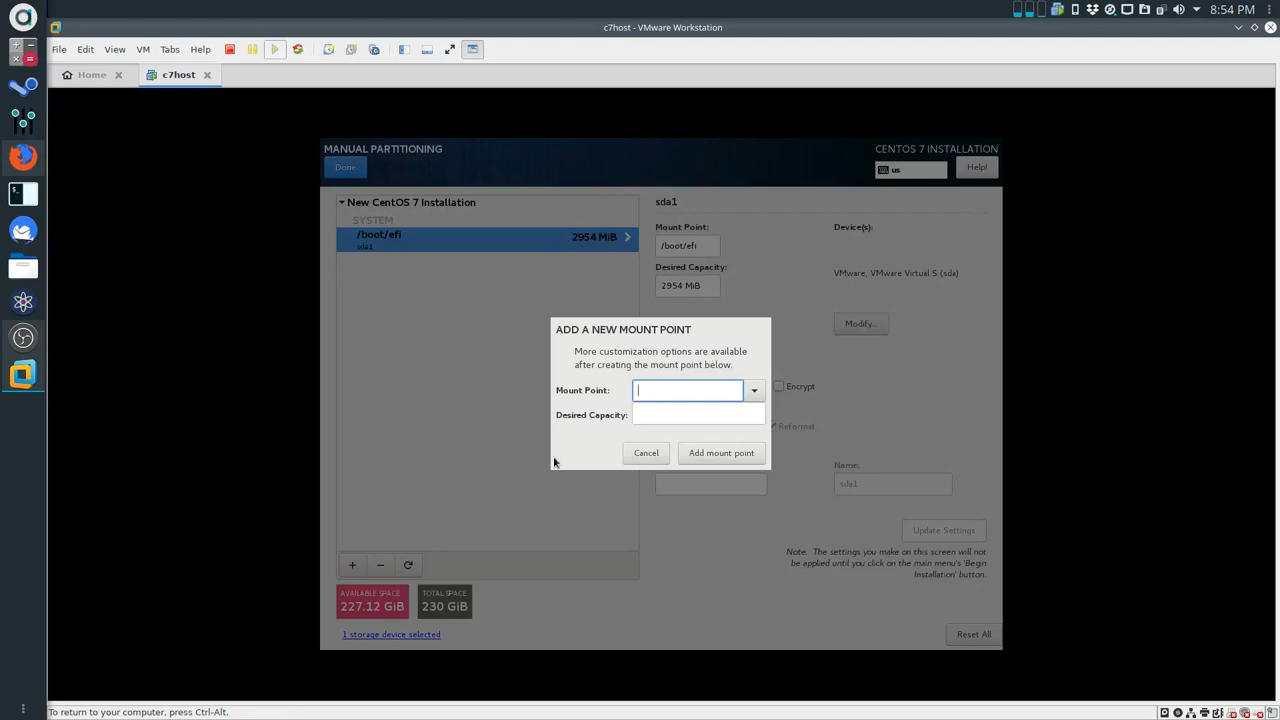 8:54 PM
c7host - VMware Workstation
File Edit View VM Tabs Help
Home c7host
MANUAL PARTITIONING
CENTOS 7 INSTALLATION
Done
us
Help!
New CentOS 7 Installation
SYSTEM
/boot/efi 2954 MiB
sda1
sda1
Mount Point:
/boot/efi
Device(s):
Desired Capacity:
2954 MiB
VMware, VMware Virtual S (sda)
Modify...
ADD A NEW MOUNT POINT
More customization options are available
after creating the mount point below.
Mount Point:
Desired Capacity:
Cancel Add mount point
Encrypt
Reformat
Name:
sda1
Update Settings
Note: The settings you make on this screen will not
be applied until you click on the main menu's 'Begin
Installation' button.
+ −
AVAILABLE SPACE
227.12 GiB
TOTAL SPACE
230 GiB
1 storage device selected
Reset All
To return to your computer, press Ctrl-Alt.